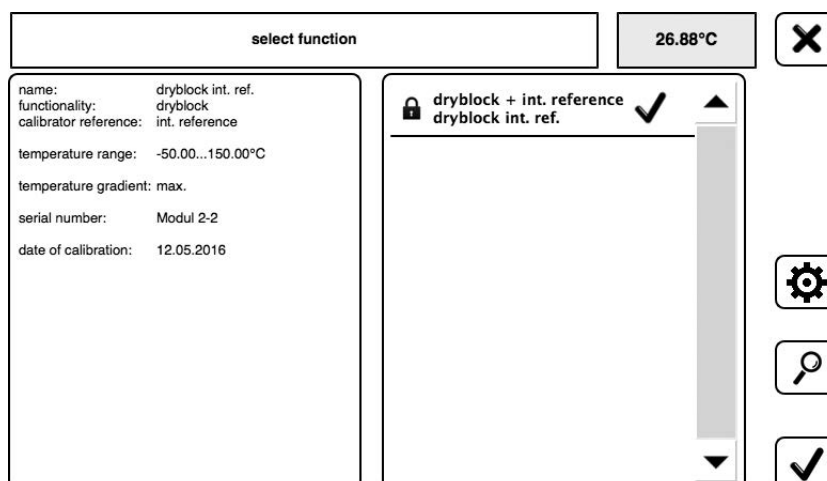 select function
26.88°C
name: dryblock int. ref.
functionality: dryblock
calibrator reference: int. reference
temperature range: -50.00...150.00°C
temperature gradient: max.
serial number: Modul 2-2
date of calibration: 12.05.2016
dryblock + int. reference
dryblock int. ref.